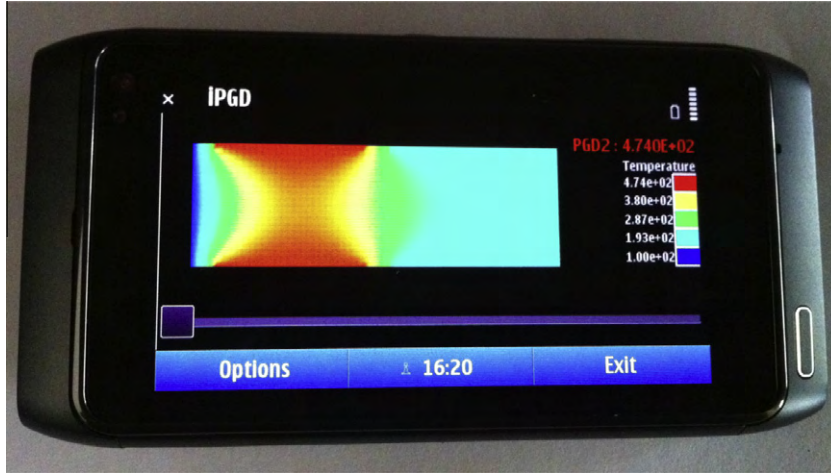 × iPGD
PGD2 : 4.740E+02
Temperature
4.74e+02
3.80e+02
2.87e+02
1.93e+02
1.00e+02
Options 16:20 Exit